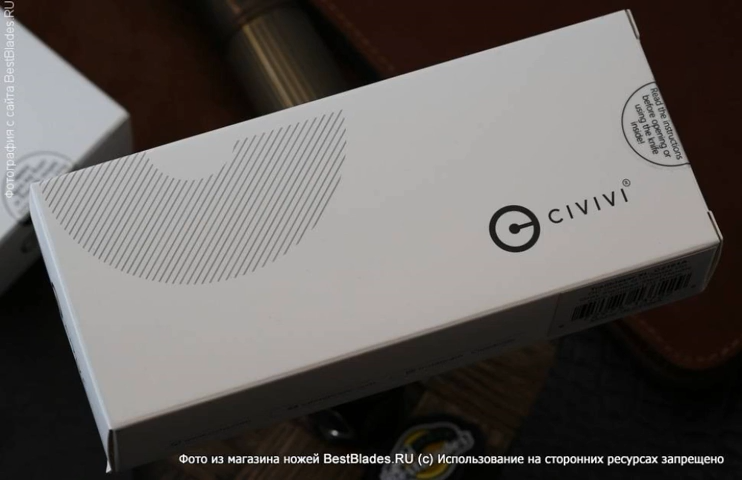 Фотография с сайта BestBlades.RU
Read the instructions
before opening or
using the knife
inside!
CIVIVI®
Фото из магазина ножей BestBlades.RU (c) Использование на сторонних ресурсах запрещено